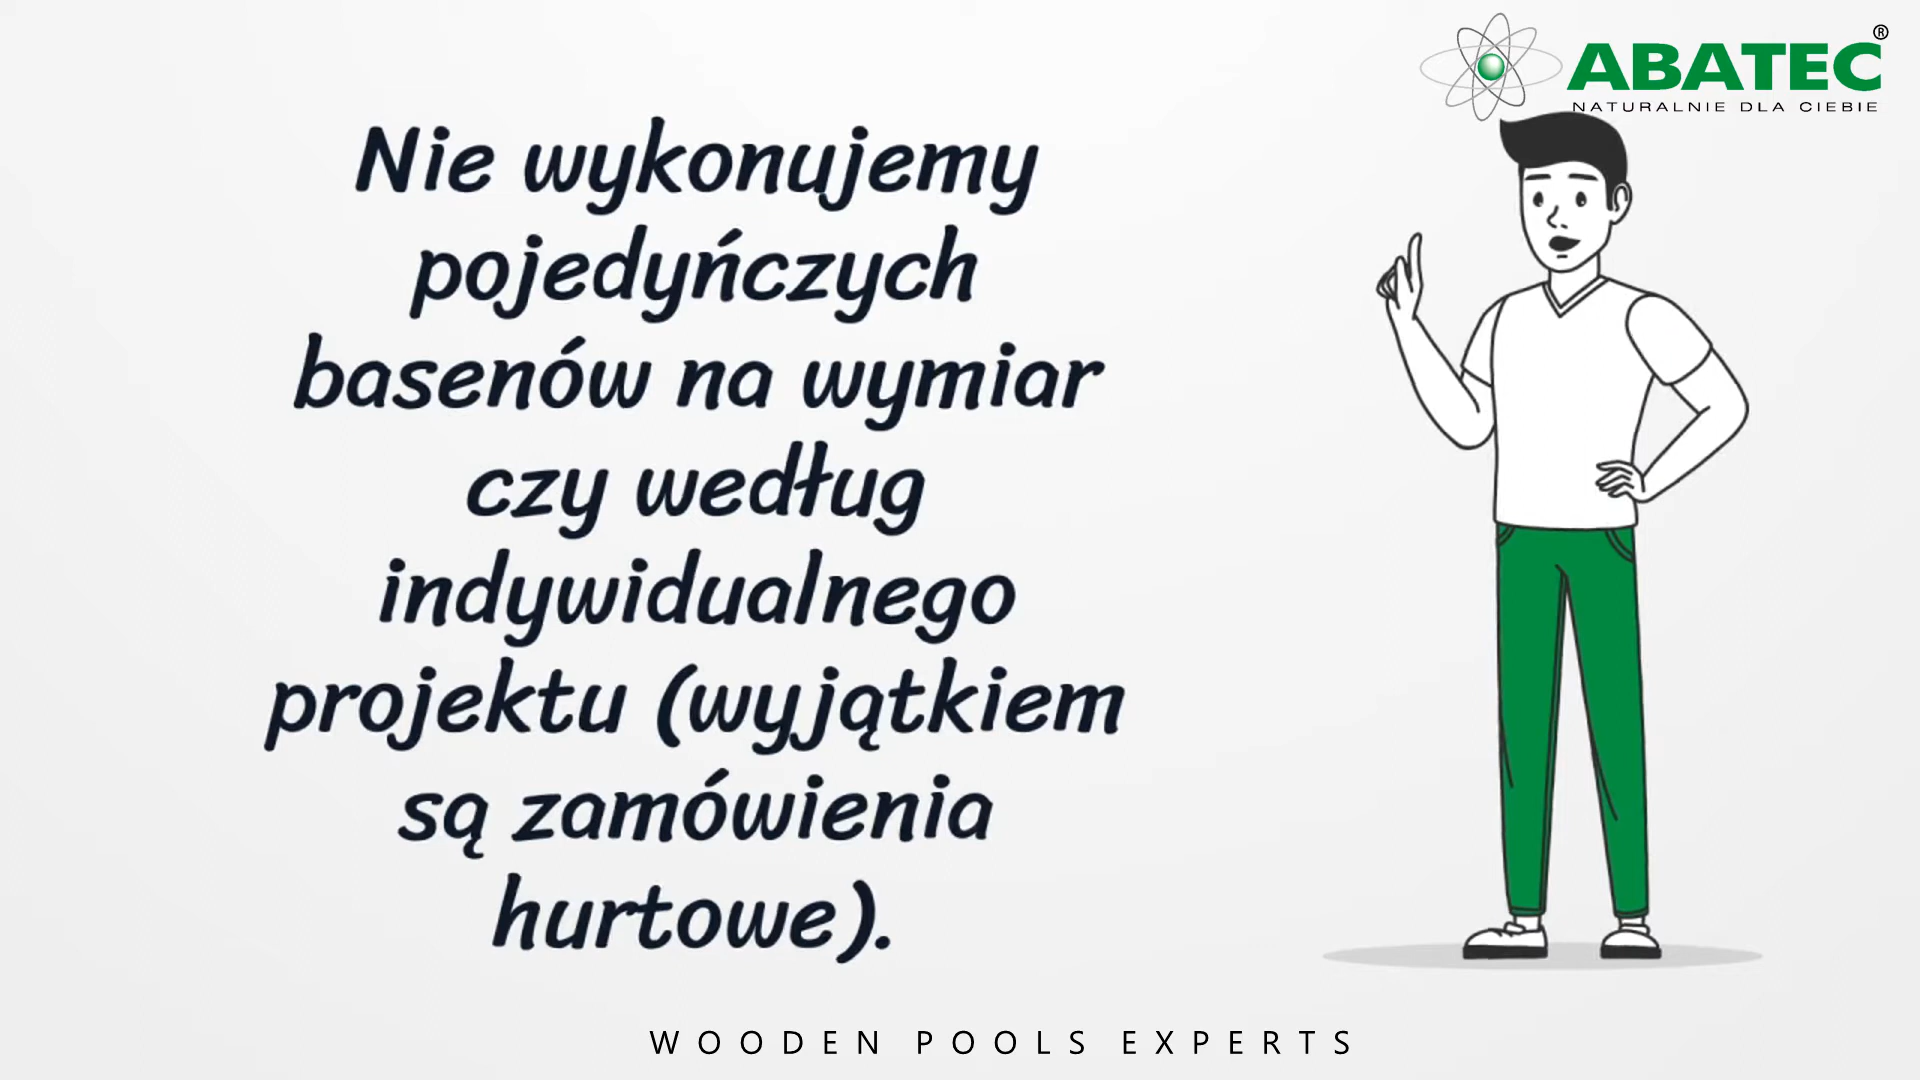 ABATEC®
NATURALNIE DLA CIEBIE
Nie wykonujemy
pojedyńczych
basenów na wymiar
czy według
indywidualnego
projektu (wyjątkiem
są zamówienia
hurtowe).
WOODEN POOLS EXPERTS